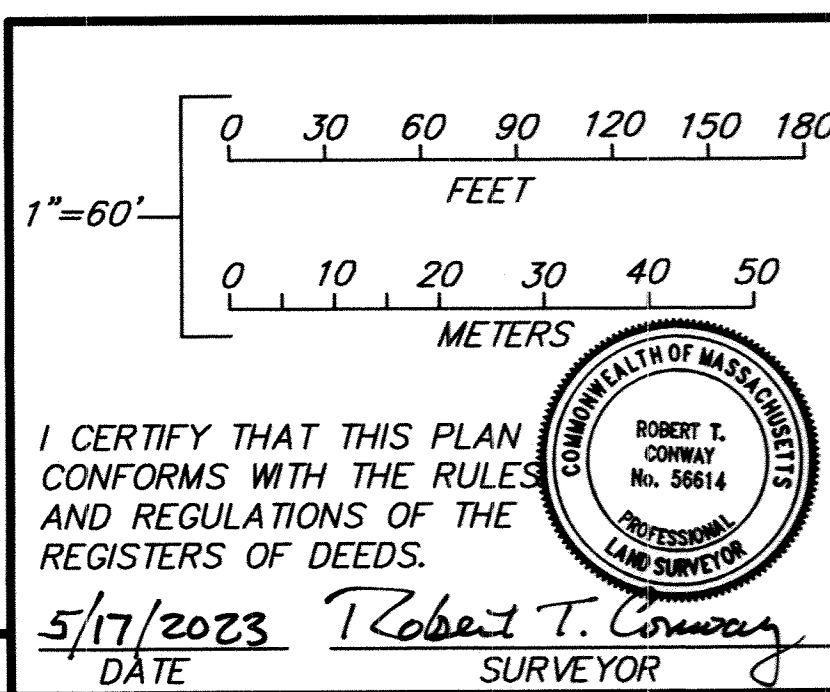 0 30 60 90 120 150 180
FEET
1"=60'
0 10 20 30 40 50
METERS
COMMONWEALTH OF MASSACHUSETTS
ROBERT T.
CONWAY
No. 56614
PROFESSIONAL
LAND SURVEYOR
I CERTIFY THAT THIS PLAN
CONFORMS WITH THE RULES
AND REGULATIONS OF THE
REGISTERS OF DEEDS.
5/17/2023 Robert T. Conway
DATE SURVEYOR